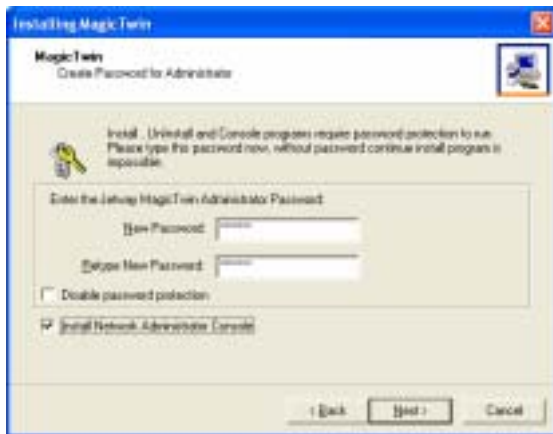 Installing MagicTwin
MagicTwin
Create Password for Administrator
Install , Uninstall and Console programs require password protection to run.
Please type this password now, without password continue install program is
impossible.
Enter the Jetway MagicTwin Administrator Password:
New Password:
Retype New Password:
Disable password protection
Install Network Administrator Console
< Back
Next >
Cancel